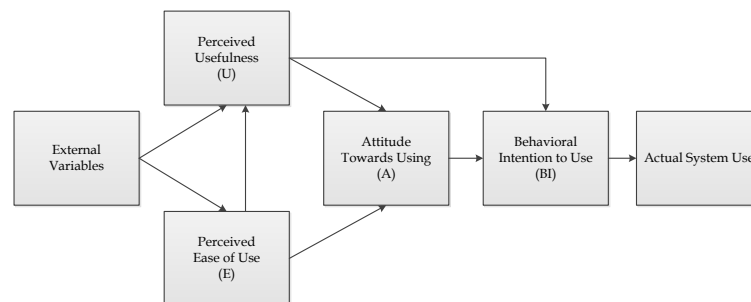 Perceived
Usefulness
(U)
External
Variables
Attitude
Towards Using
(A)
Behavioral
Intention to Use
(BI)
Actual System Use
Perceived
Ease of Use
(E)